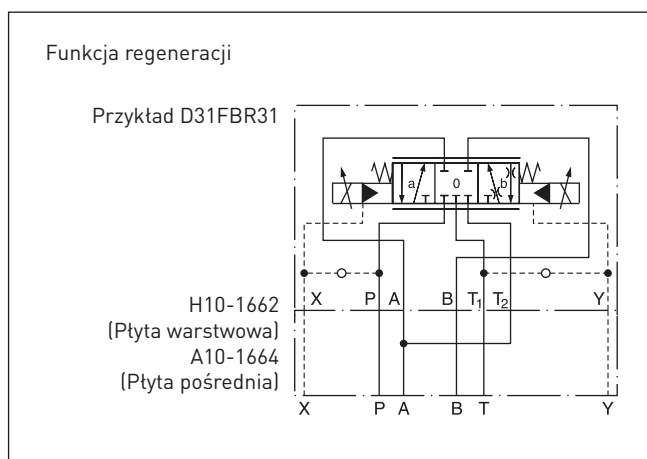 Funkcja regeneracji
Przykład D31FBR31
a 0 b
X P A B T₁ T₂ Y
H10-1662
(Płyta warstwowa)
A10-1664
(Płyta pośrednia)
X P A B T Y